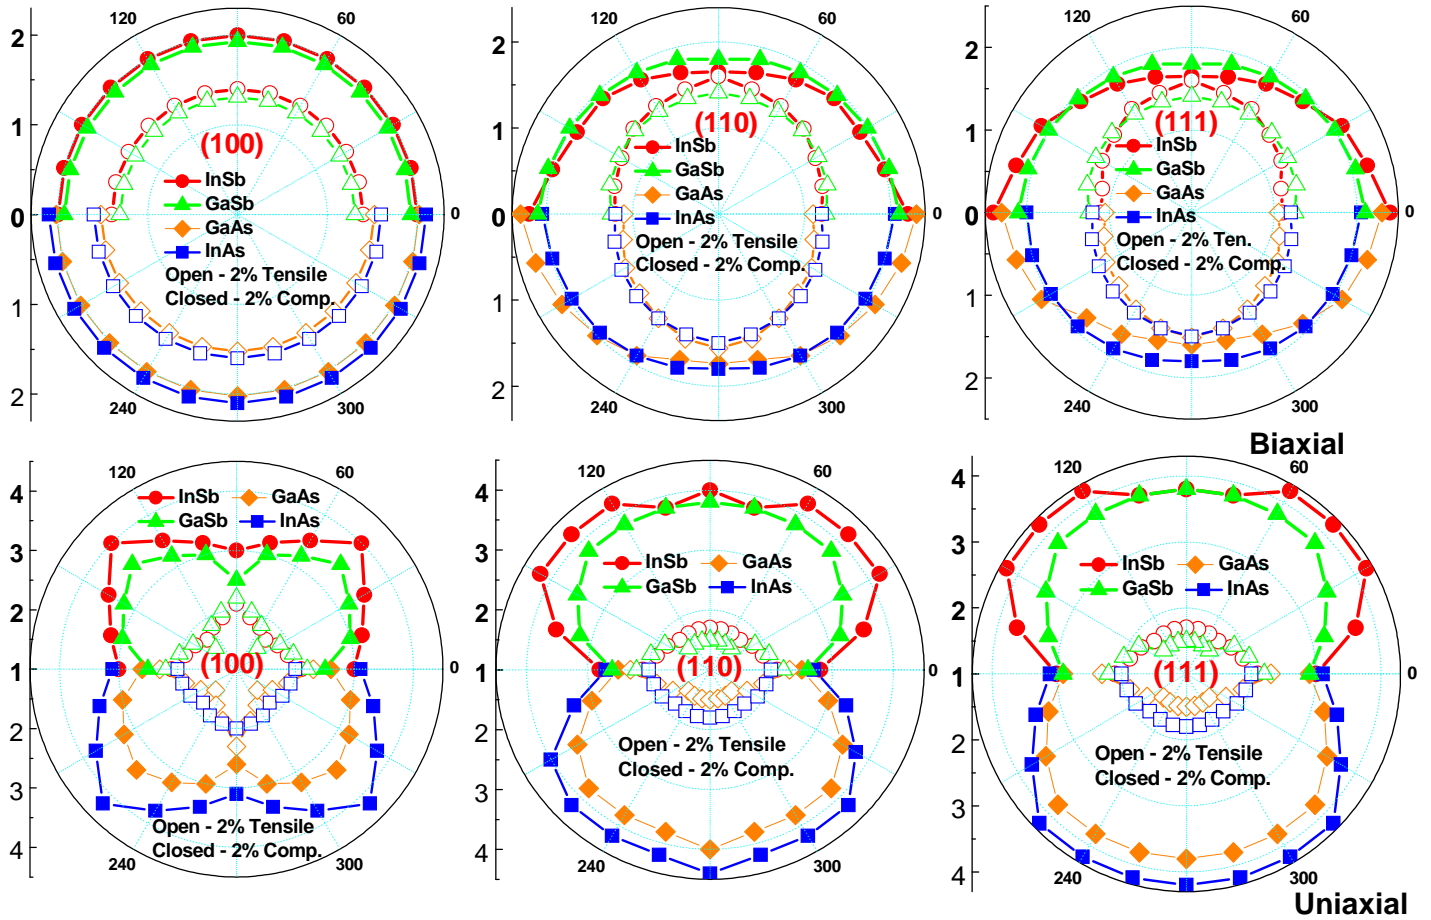 120 60
2
1
0
1
2
240 300
0
(100)
InSb
GaSb
GaAs
InAs
Open - 2% Tensile
Closed - 2% Comp.
120 60
2
1
0
1
2
240 300
0
(110)
InSb
GaSb
GaAs
InAs
Open - 2% Tensile
Closed - 2% Comp.
120 60
2
1
0
1
2
240 300
0
(111)
InSb
GaSb
GaAs
InAs
Open - 2% Ten.
Closed - 2% Comp.
Biaxial
120 60
4
3
2
1
2
3
4
240 300
0
InSb GaAs
GaSb InAs
(100)
Open - 2% Tensile
Closed - 2% Comp.
120 60
4
3
2
1
2
3
4
240 300
0
InSb GaAs
GaSb InAs
(110)
Open - 2% Tensile
Closed - 2% Comp.
120 60
4
3
2
1
2
3
4
240 300
0
InSb GaAs
GaSb InAs
(111)
Open - 2% Tensile
Closed - 2% Comp.
Uniaxial